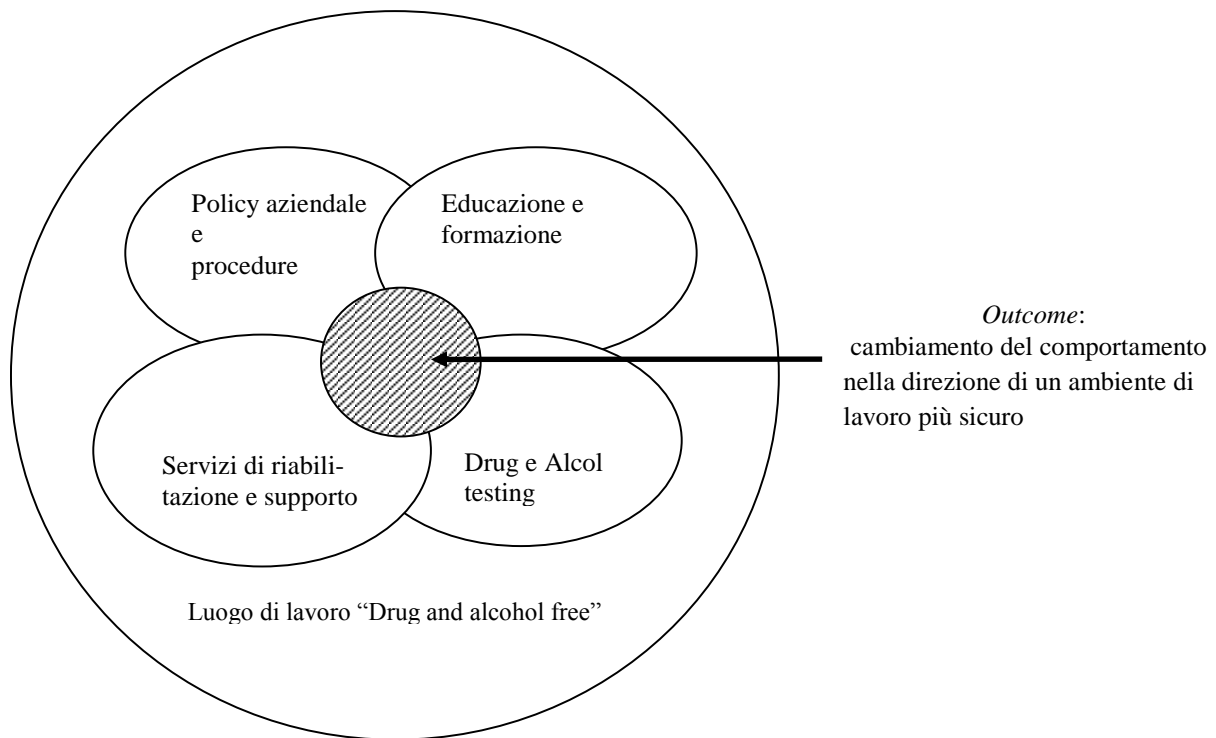 Policy aziendale
e
procedure
Educazione e
formazione
Outcome:
cambiamento del comportamento
nella direzione di un ambiente di
lavoro più sicuro
Servizi di riabili-
tazione e supporto
Drug e Alcol
testing
Luogo di lavoro “Drug and alcohol free”